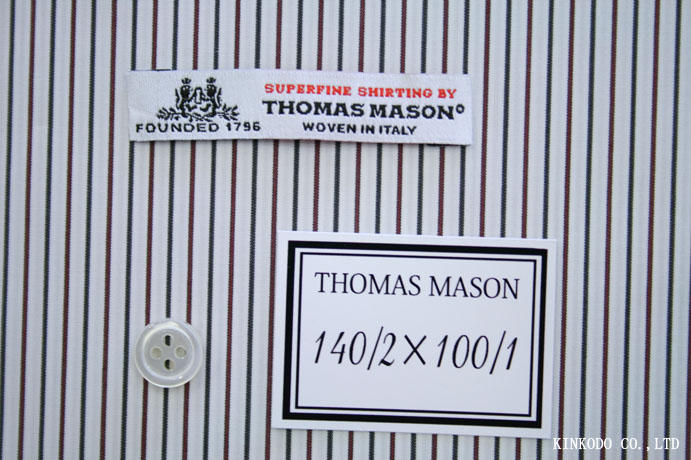 SUPERFINE SHIRTING BY
THOMAS MASON®
FOUNDED 1796
WOVEN IN ITALY
THOMAS MASON
140/2×100/1
KINKODO CO.,LTD